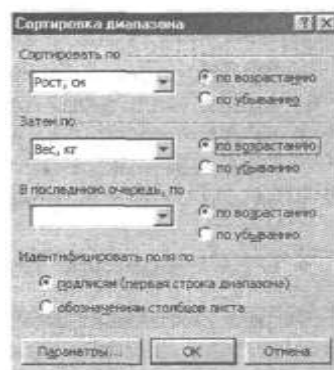 Сортировка диапазона
Сортировать по
Рост, см
по возрастанию
по убыванию
Затем по
Вес, кг
по возрастанию
по убыванию
В последнюю очередь, по
по возрастанию
по убыванию
Идентифицировать поля по
подписям (первая строка диапазона)
обозначениям столбцов листа
Параметры...
OK
Отмена